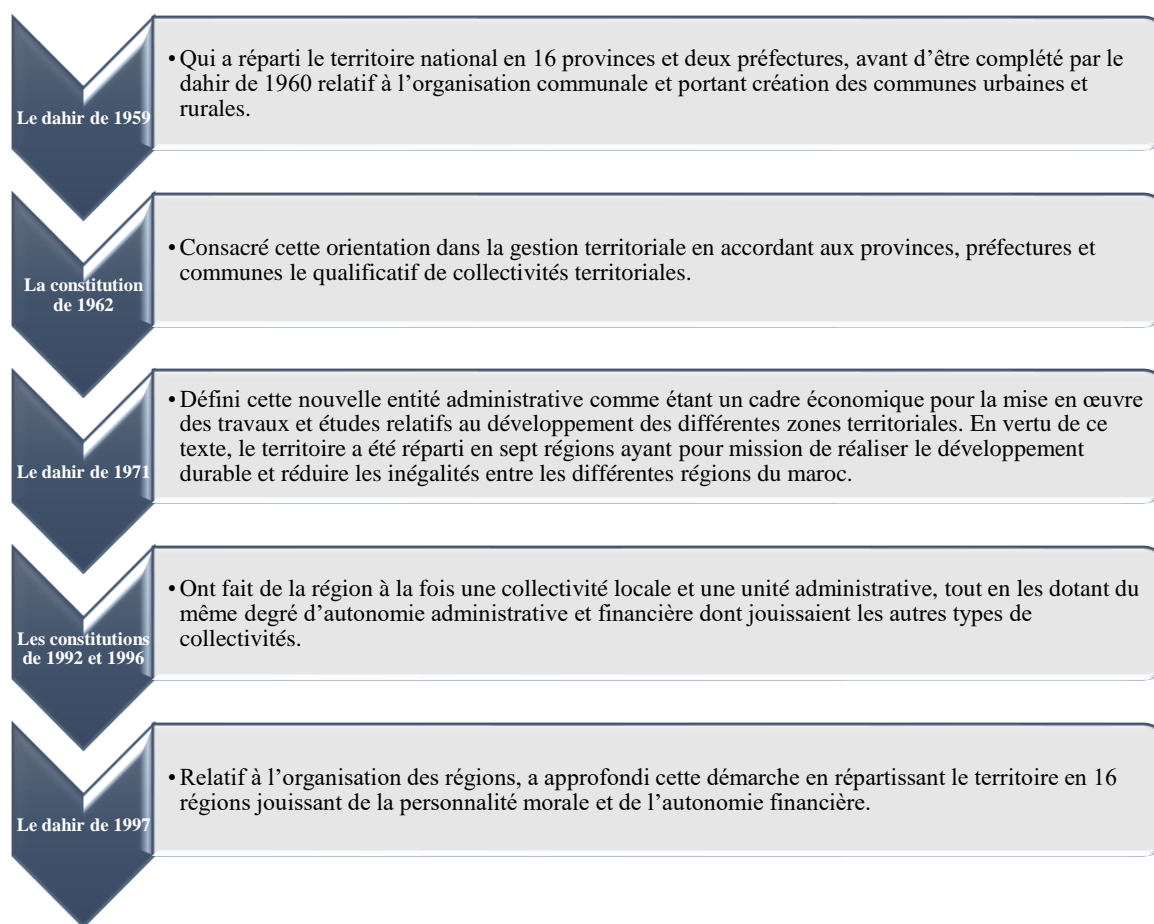 Le dahir de 1959
• Qui a réparti le territoire national en 16 provinces et deux préfectures, avant d’être complété par le
dahir de 1960 relatif à l’organisation communale et portant création des communes urbaines et
rurales.
La constitution
de 1962
• Consacré cette orientation dans la gestion territoriale en accordant aux provinces, préfectures et
communes le qualificatif de collectivités territoriales.
Le dahir de 1971
• Défini cette nouvelle entité administrative comme étant un cadre économique pour la mise en œuvre
des travaux et études relatifs au développement des différentes zones territoriales. En vertu de ce
texte, le territoire a été réparti en sept régions ayant pour mission de réaliser le développement
durable et réduire les inégalités entre les différentes régions du maroc.
Les constitutions
de 1992 et 1996
• Ont fait de la région à la fois une collectivité locale et une unité administrative, tout en les dotant du
même degré d’autonomie administrative et financière dont jouissaient les autres types de
collectivités.
Le dahir de 1997
• Relatif à l’organisation des régions, a approfondi cette démarche en répartissant le territoire en 16
régions jouissant de la personnalité morale et de l’autonomie financière.